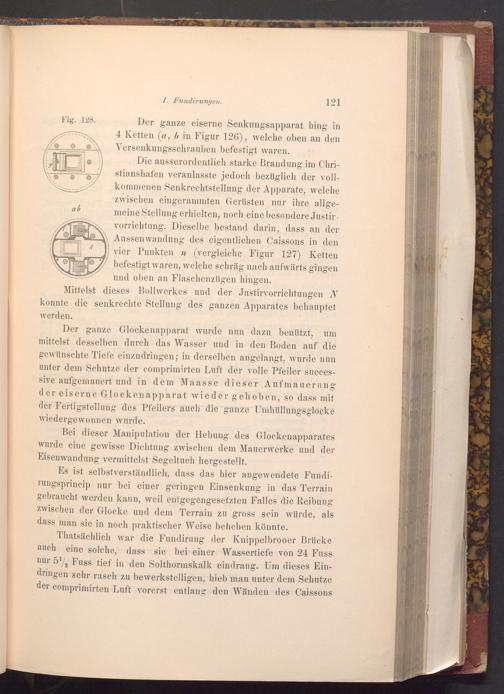 I. Fundirungen. 121
Fig. 128.
ab
Der ganze eiserne Senkungsapparat hing in
4 Ketten (a, b in Figur 126), welche oben an den
Versenkungsschrauben befestigt waren.
Die ausserordentlich starke Brandung im Chri-
stianshafen veranlasste jedoch bezüglich der voll-
kommenen Senkrechtstellung der Apparate, welche
zwischen eingerammten Gerüsten nur ihre allge-
meine Stellung erhielten, noch eine besondere Justir-
vorrichtung. Dieselbe bestand darin, dass an der
Aussenwandung des eigentlichen Caissons in den
vier Punkten n (vergleiche Figur 127) Ketten
befestigt waren, welche schräg nach aufwärts gingen
und oben an Flaschenzügen hingen.
Mittelst dieses Bollwerkes und der Justirvorrichtungen N
konnte die senkrechte Stellung des ganzen Apparates behauptet
werden.
Der ganze Glockenapparat wurde nun dazu benützt, um
mittelst desselben durch das Wasser und in den Boden auf die
gewünschte Tiefe einzudringen; in derselben angelangt, wurde nun
unter dem Schutze der comprimirten Luft der volle Pfeiler succes-
sive aufgemauert und in dem Maasse dieser Aufmauerung
der eiserne Glockenapparat wieder gehoben, so dass mit
der Fertigstellung des Pfeilers auch die ganze Umhüllungsglocke
wiedergewonnen wurde.
Bei dieser Manipulation der Hebung des Glockenapparates
wurde eine gewisse Dichtung zwischen dem Mauerwerke und der
Eisenwandung vermittelst Segeltuch hergestellt.
Es ist selbstverständlich, dass das hier angewendete Fundi-
rungsprincip nur bei einer geringen Einsenkung in das Terrain
gebraucht werden kann, weil entgegengesetzten Falles die Reibung
zwischen der Glocke und dem Terrain zu gross sein würde, als
dass man sie in noch praktischer Weise beheben könnte.
Thatsächlich war die Fundirung der Knippelbrooer Brücke
auch eine solche, dass sie bei einer Wassertiefe von 24 Fuss
nur 5 1/2 Fuss tief in den Solthormskalk eindrang. Um dieses Ein-
dringen sehr rasch zu bewerkstelligen, hieb man unter dem Schutze
der comprimirten Luft vorerst entlang den Wänden des Caissons